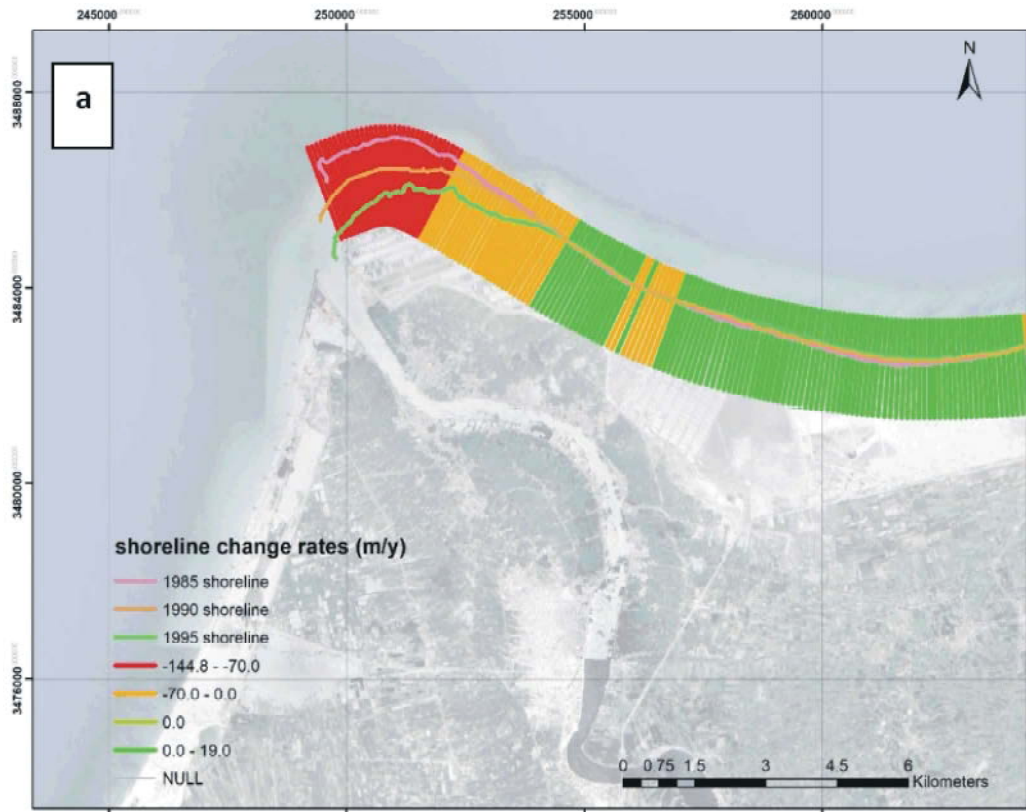 245000 250000 255000 260000
a
N
3488000
3484000
3480000
3476000
shoreline change rates (m/y)
1985 shoreline
1990 shoreline
1995 shoreline
-144.8 - -70.0
-70.0 - 0.0
0.0
0.0 - 19.0
NULL
0 0.75 1.5 3 4.5 6
Kilometers